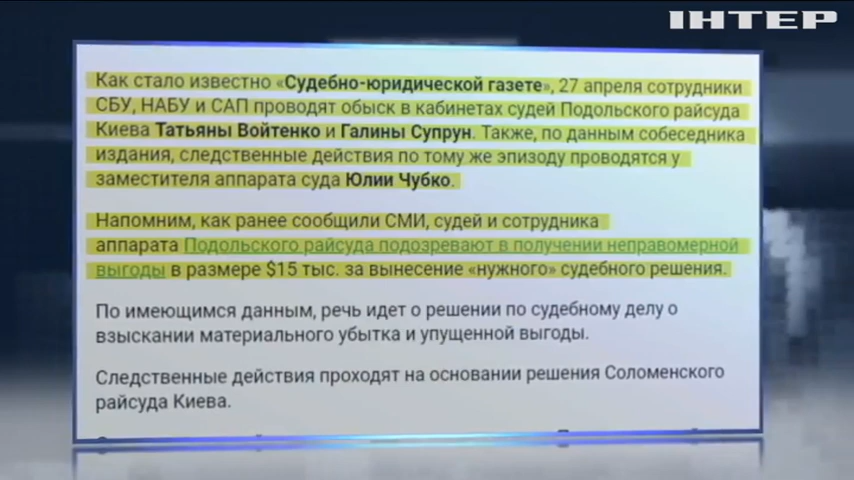 ІНТЕР
Как стало известно «Судебно-юридической газете», 27 апреля сотрудники
СБУ, НАБУ и САП проводят обыск в кабинетах судей Подольского райсуда
Киева Татьяны Войтенко и Галины Супрун. Также, по данным собеседника
издания, следственные действия по тому же эпизоду проводятся у
заместителя аппарата суда Юлии Чубко.
Напомним, как ранее сообщили СМИ, судей и сотрудника
аппарата Подольского райсуда подозревают в получении неправомерной
выгоды в размере $15 тыс. за вынесение «нужного» судебного решения.
По имеющимся данным, речь идет о решении по судебному делу о
взыскании материального убытка и упущенной выгоды.
Следственные действия проходят на основании решения Соломенского
райсуда Киева.